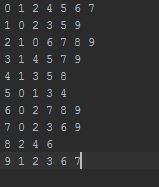 0 1 2 4 5 6 7
1 0 2 3 5 9
2 1 0 6 7 8 9
3 1 4 5 7 9
4 1 3 5 8
5 0 1 3 4
6 0 2 7 8 9
7 0 2 3 6 9
8 2 4 6
9 1 2 3 6 7